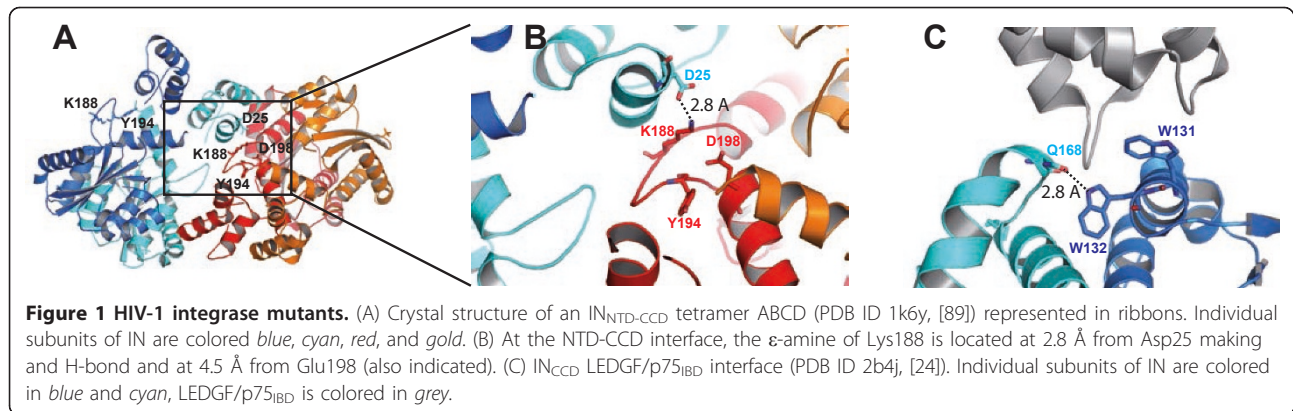 A
B
C
K188
Y194
D25
K188
D198
Y194
D25
2.8 A
K188
D198
Y194
W131
Q168
2.8 A
W132
Figure 1 HIV-1 integrase mutants. (A) Crystal structure of an INNTD-CCD tetramer ABCD (PDB ID 1k6y, [89]) represented in ribbons. Individual
subunits of IN are colored blue, cyan, red, and gold. (B) At the NTD-CCD interface, the ε-amine of Lys188 is located at 2.8 Å from Asp25 making
and H-bond and at 4.5 Å from Glu198 (also indicated). (C) INCCD LEDGF/p75IBD interface (PDB ID 2b4j, [24]). Individual subunits of IN are colored
in blue and cyan, LEDGF/p75IBD is colored in grey.